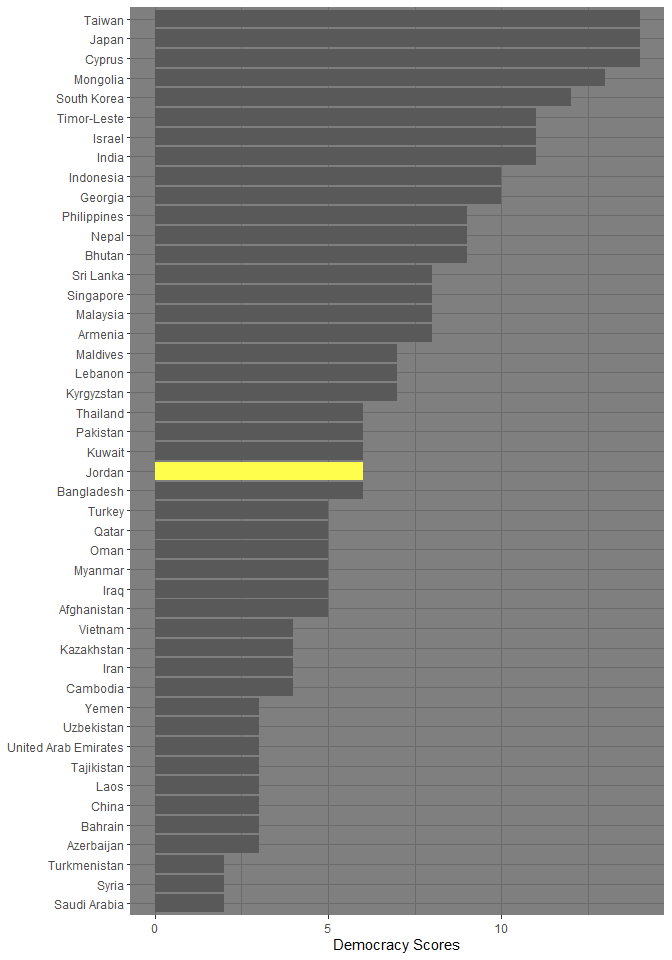 Taiwan
Japan
Cyprus
Mongolia
South Korea
Timor-Leste
Israel
India
Indonesia
Georgia
Philippines
Nepal
Bhutan
Sri Lanka
Singapore
Malaysia
Armenia
Maldives
Lebanon
Kyrgyzstan
Thailand
Pakistan
Kuwait
Jordan
Bangladesh
Turkey
Qatar
Oman
Myanmar
Iraq
Afghanistan
Vietnam
Kazakhstan
Iran
Cambodia
Yemen
Uzbekistan
United Arab Emirates
Tajikistan
Laos
China
Bahrain
Azerbaijan
Turkmenistan
Syria
Saudi Arabia
0 5 10
Democracy Scores